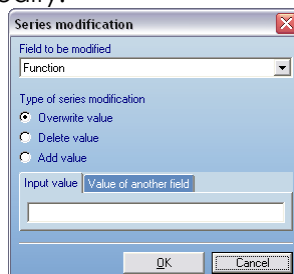 Series modification
Field to be modified
Function
Type of series modification
Overwrite value
Delete value
Add value
Input value Value of another field
OK Cancel